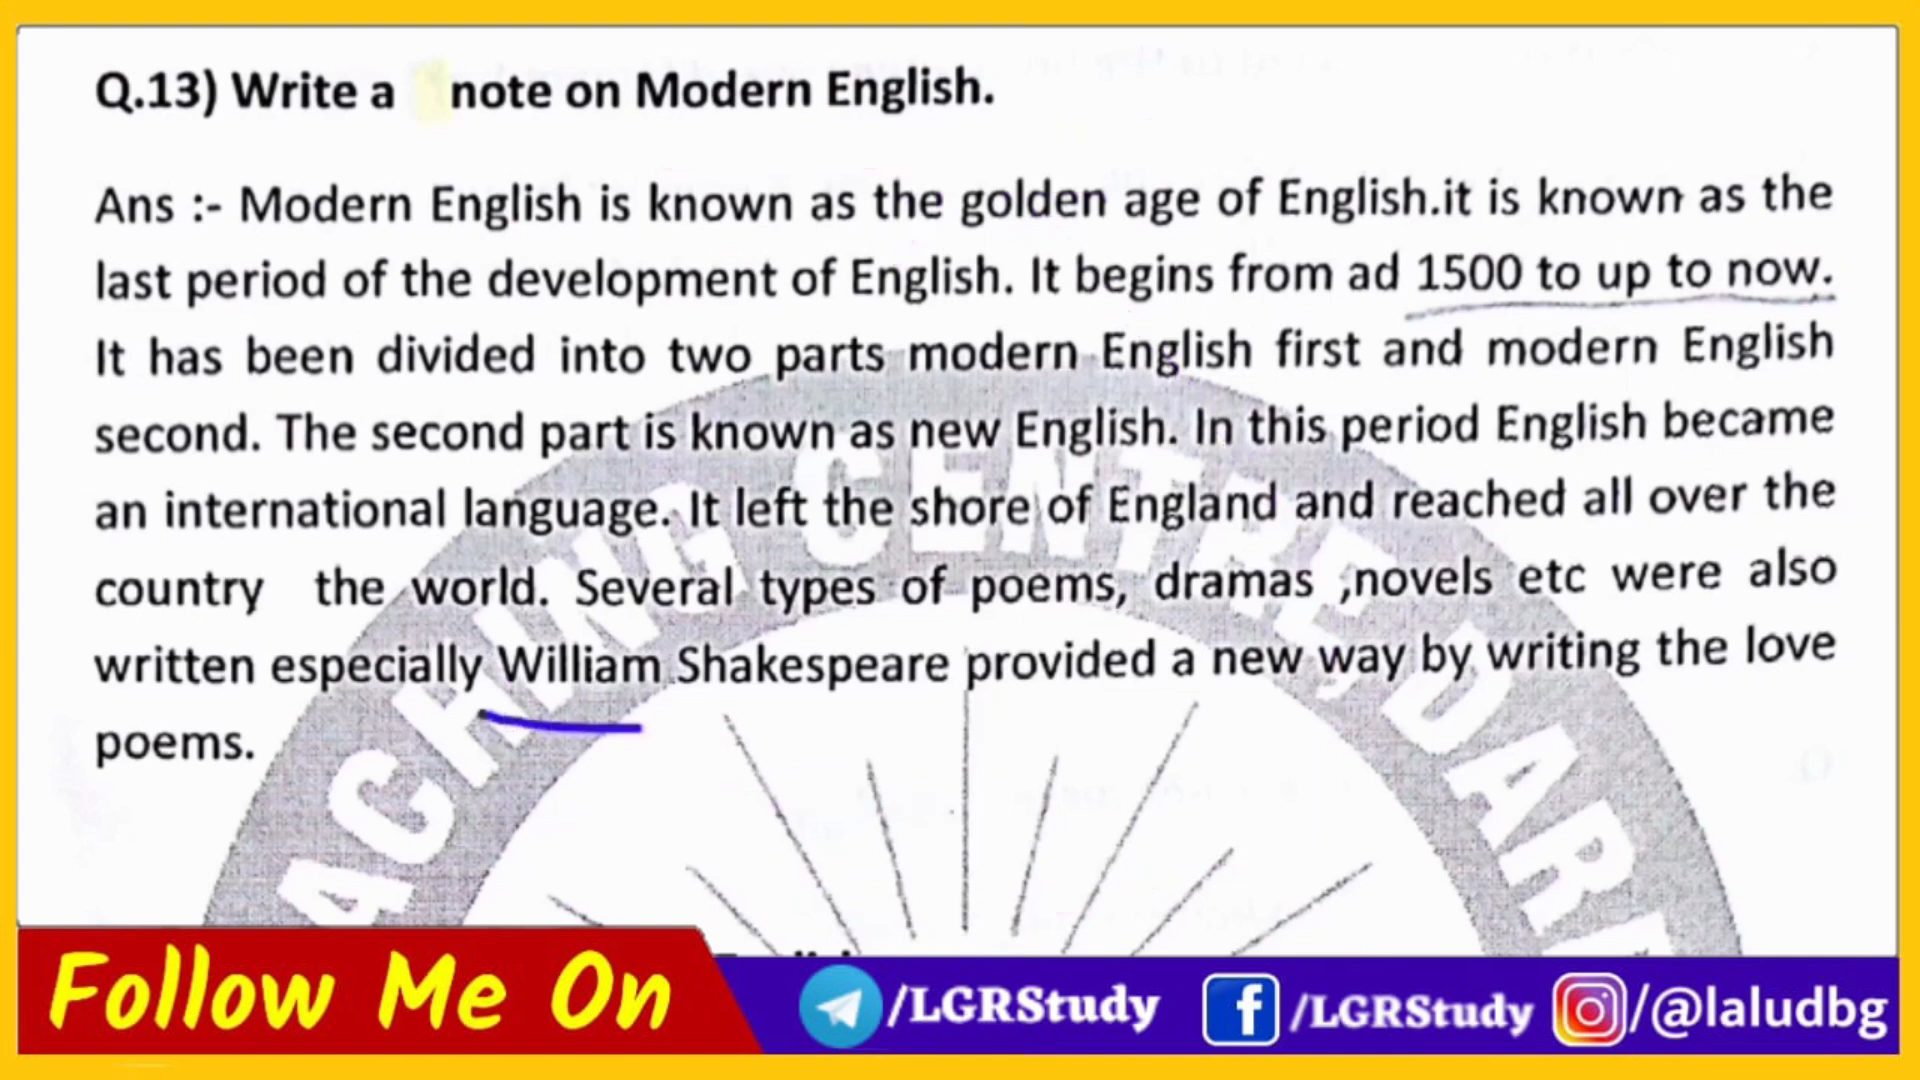 Q.13) Write a note on Modern English.
Ans :- Modern English is known as the golden age of English.it is known as the
last period of the development of English. It begins from ad 1500 to up to now.
It has been divided into two parts modern English first and modern English
second. The second part is known as new English. In this period English became
an international language. It left the shore of England and reached all over the
country the world. Several types of poems, dramas ,novels etc were also
written especially William Shakespeare provided a new way by writing the love
poems.
ACHING CENTRE, DAR
Follow Me On
/LGRStudy
/LGRStudy
/@laludbg